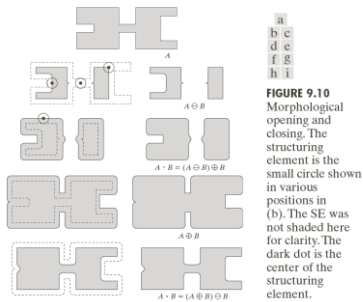 A
A ⊖ B
A ∘ B = (A ⊖ B) ⊕ B
A ⊕ B
A • B = (A ⊕ B) ⊖ B
a
b c
d e
f g
h i
FIGURE 9.10
Morphological
opening and
closing. The
structuring
element is the
small circle shown
in various
positions in
(b). The SE was
not shaded here
for clarity. The
dark dot is the
center of the
structuring
element.